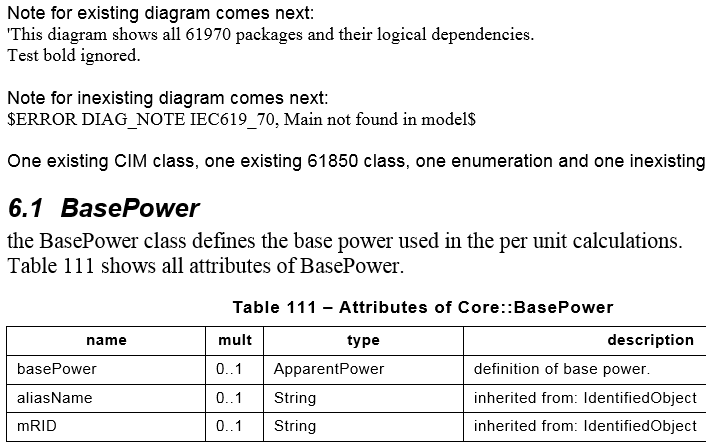 Note for existing diagram comes next:
'This diagram shows all 61970 packages and their logical dependencies.
Test bold ignored.
Note for inexisting diagram comes next:
$ERROR DIAG_NOTE IEC619_70, Main not found in model$
One existing CIM class, one existing 61850 class, one enumeration and one inexisting
6.1 BasePower
the BasePower class defines the base power used in the per unit calculations.
Table 111 shows all attributes of BasePower.
Table 111 – Attributes of Core::BasePower
name mult type description
basePower 0..1 ApparentPower definition of base power.
aliasName 0..1 String inherited from: IdentifiedObject
mRID 0..1 String inherited from: IdentifiedObject